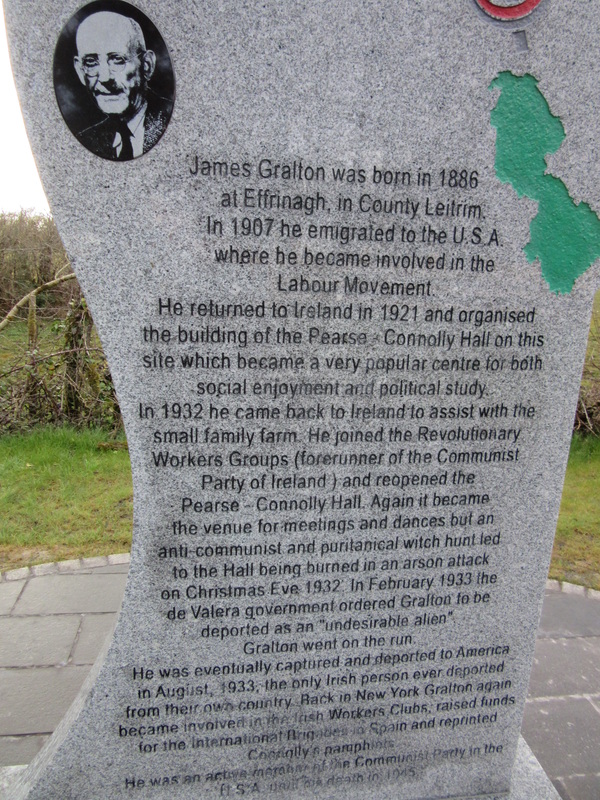 James Gralton was born in 1886
at Effrinagh, in County Leitrim.
In 1907 he emigrated to the U.S.A.
where he became involved in the
Labour Movement.
He returned to Ireland in 1921 and organised
the building of the Pearse - Connolly Hall on this
site which became a very popular centre for both
social enjoyment and political study.
In 1932 he came back to Ireland to assist with the
small family farm. He joined the Revolutionary
Workers Groups (forerunner of the Communist
Party of Ireland ) and reopened the
Pearse - Connolly Hall. Again it became
the venue for meetings and dances but an
anti-communist and puritanical witch hunt led
to the Hall being burned in an arson attack
on Christmas Eve 1932. In February 1933 the
de Valera government ordered Gralton to be
deported as an "undesirable alien".
Gralton went on the run.
He was eventually captured and deported to America
in August, 1933, the only Irish person ever deported
from their own country. Back in New York Gralton again
became involved in the Irish Workers Clubs, raised funds
for the International Brigades in Spain and reprinted
Connolly's pamphlets.
He was an active member of the Communist Party in the
U.S.A. until his death in 1945.